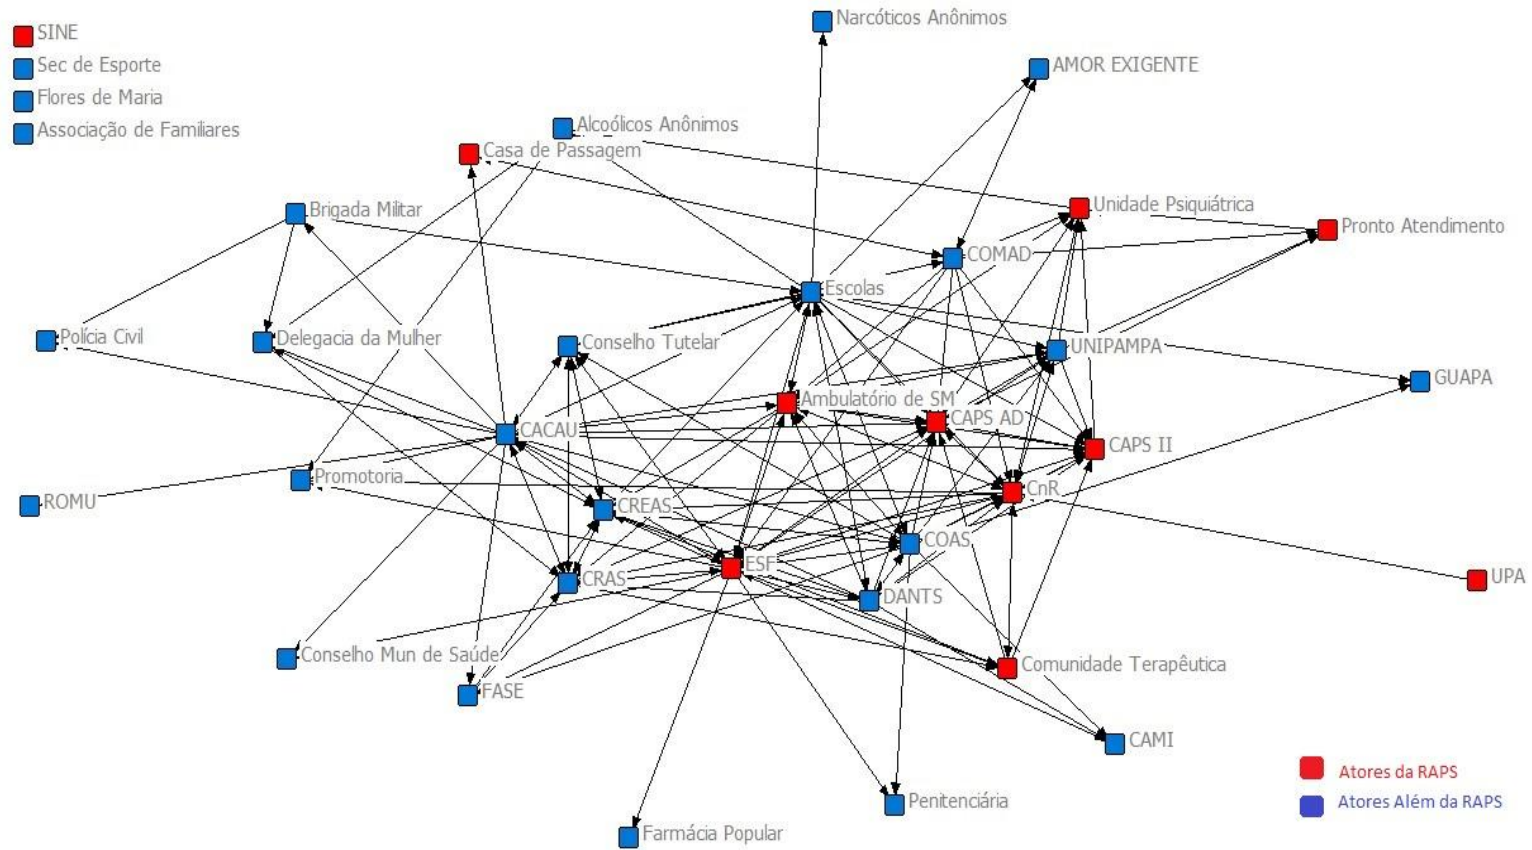 Narcóticos Anônimos
SINE
Sec de Esporte
AMOR EXIGENTE
Flores de Maria
Associação de Familiares
Alcoólicos Anônimos
Casa de Passagem
Unidade Psiquiátrica
Brigada Militar
Pronto Atendimento
COMAD
Escolas
Polícia Civil
Delegacia da Mulher
Conselho Tutelar
UNIPAMPA
GUAPA
Ambulatório de SM
CAPS AD
CACAU
CAPS II
Promotoria
CnR
ROMU
CREAS
COAS
ESF
CRAS
UPA
DANTS
Conselho Mun de Saúde
Comunidade Terapêutica
FASE
CAMI
Atores da RAPS
Penitenciária
Atores Além da RAPS
Farmácia Popular